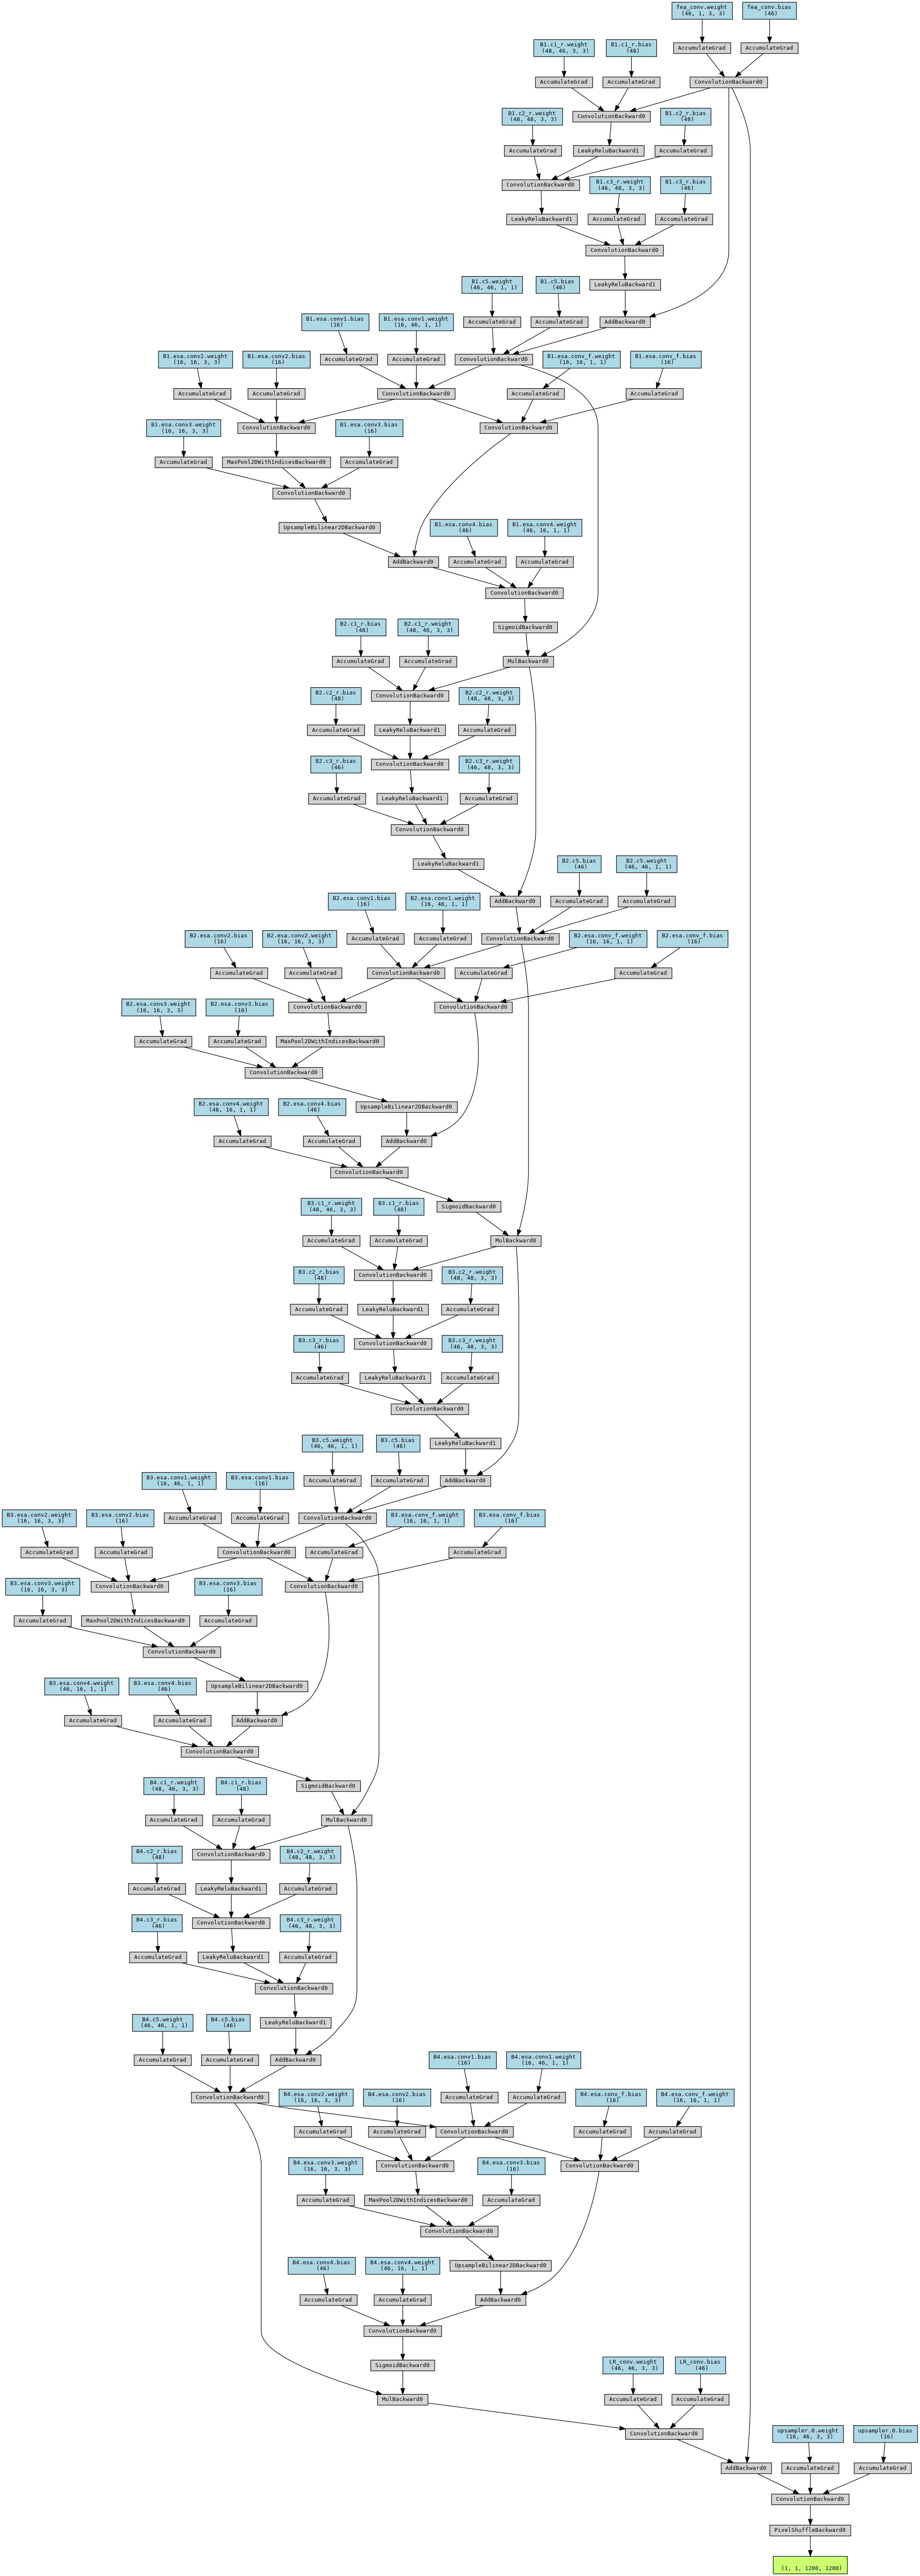 fea_conv.weight
(46, 1, 3, 3)
fea_conv.bias
(46)
B1.c1_r.weight
(48, 46, 3, 3)
B1.c1_r.bias
(48)
AccumulateGrad
AccumulateGrad
AccumulateGrad
AccumulateGrad
ConvolutionBackward0
B1.c2_r.weight
(48, 48, 3, 3)
ConvolutionBackward0
B1.c2_r.bias
(48)
AccumulateGrad
LeakyReluBackward1
AccumulateGrad
ConvolutionBackward0
B1.c3_r.weight
(46, 48, 3, 3)
B1.c3_r.bias
(46)
LeakyReluBackward1
AccumulateGrad
AccumulateGrad
ConvolutionBackward0
B1.c5.weight
(46, 46, 1, 1)
B1.c5.bias
(46)
LeakyReluBackward1
B1.esa.conv1.bias
(16)
B1.esa.conv1.weight
(16, 46, 1, 1)
AccumulateGrad
AccumulateGrad
AddBackward0
B1.esa.conv2.weight
(16, 16, 3, 3)
B1.esa.conv2.bias
(16)
AccumulateGrad
AccumulateGrad
ConvolutionBackward0
B1.esa.conv_f.weight
(16, 16, 1, 1)
B1.esa.conv_f.bias
(16)
AccumulateGrad
AccumulateGrad
ConvolutionBackward0
AccumulateGrad
AccumulateGrad
B1.esa.conv3.weight
(16, 16, 3, 3)
ConvolutionBackward0
B1.esa.conv3.bias
(16)
ConvolutionBackward0
AccumulateGrad
MaxPool2DWithIndicesBackward0
AccumulateGrad
ConvolutionBackward0
UpsampleBilinear2DBackward0
B1.esa.conv4.bias
(46)
B1.esa.conv4.weight
(46, 16, 1, 1)
AddBackward0
AccumulateGrad
AccumulateGrad
ConvolutionBackward0
B2.c1_r.bias
(48)
B2.c1_r.weight
(48, 46, 3, 3)
SigmoidBackward0
AccumulateGrad
AccumulateGrad
MulBackward0
B2.c2_r.bias
(48)
ConvolutionBackward0
B2.c2_r.weight
(48, 48, 3, 3)
AccumulateGrad
LeakyReluBackward1
AccumulateGrad
B2.c3_r.bias
(46)
ConvolutionBackward0
B2.c3_r.weight
(46, 48, 3, 3)
AccumulateGrad
LeakyReluBackward1
AccumulateGrad
ConvolutionBackward0
LeakyReluBackward1
B2.c5.bias
(46)
B2.c5.weight
(46, 46, 1, 1)
B2.esa.conv1.bias
(16)
B2.esa.conv1.weight
(16, 46, 1, 1)
AddBackward0
AccumulateGrad
AccumulateGrad
B2.esa.conv2.bias
(16)
B2.esa.conv2.weight
(16, 16, 3, 3)
AccumulateGrad
AccumulateGrad
ConvolutionBackward0
B2.esa.conv_f.weight
(16, 16, 1, 1)
B2.esa.conv_f.bias
(16)
AccumulateGrad
AccumulateGrad
ConvolutionBackward0
AccumulateGrad
AccumulateGrad
B2.esa.conv3.weight
(16, 16, 3, 3)
B2.esa.conv3.bias
(16)
ConvolutionBackward0
ConvolutionBackward0
AccumulateGrad
AccumulateGrad
MaxPool2DWithIndicesBackward0
ConvolutionBackward0
B2.esa.conv4.weight
(46, 16, 1, 1)
B2.esa.conv4.bias
(46)
UpsampleBilinear2DBackward0
AccumulateGrad
AccumulateGrad
AddBackward0
ConvolutionBackward0
B3.c1_r.weight
(48, 46, 3, 3)
B3.c1_r.bias
(48)
SigmoidBackward0
AccumulateGrad
AccumulateGrad
MulBackward0
B3.c2_r.bias
(48)
ConvolutionBackward0
B3.c2_r.weight
(48, 48, 3, 3)
AccumulateGrad
LeakyReluBackward1
AccumulateGrad
B3.c3_r.bias
(46)
ConvolutionBackward0
B3.c3_r.weight
(46, 48, 3, 3)
AccumulateGrad
LeakyReluBackward1
AccumulateGrad
ConvolutionBackward0
B3.c5.weight
(46, 46, 1, 1)
B3.c5.bias
(46)
LeakyReluBackward1
B3.esa.conv1.weight
(16, 46, 1, 1)
B3.esa.conv1.bias
(16)
AccumulateGrad
AccumulateGrad
AddBackward0
B3.esa.conv2.weight
(16, 16, 3, 3)
B3.esa.conv2.bias
(16)
AccumulateGrad
AccumulateGrad
ConvolutionBackward0
B3.esa.conv_f.weight
(16, 16, 1, 1)
B3.esa.conv_f.bias
(16)
AccumulateGrad
AccumulateGrad
ConvolutionBackward0
AccumulateGrad
AccumulateGrad
B3.esa.conv3.weight
(16, 16, 3, 3)
ConvolutionBackward0
B3.esa.conv3.bias
(16)
ConvolutionBackward0
AccumulateGrad
MaxPool2DWithIndicesBackward0
AccumulateGrad
ConvolutionBackward0
B3.esa.conv4.weight
(46, 16, 1, 1)
B3.esa.conv4.bias
(46)
UpsampleBilinear2DBackward0
AccumulateGrad
AccumulateGrad
AddBackward0
ConvolutionBackward0
B4.c1_r.weight
(48, 46, 3, 3)
B4.c1_r.bias
(48)
SigmoidBackward0
AccumulateGrad
AccumulateGrad
MulBackward0
B4.c2_r.bias
(48)
ConvolutionBackward0
B4.c2_r.weight
(48, 48, 3, 3)
AccumulateGrad
LeakyReluBackward1
AccumulateGrad
B4.c3_r.bias
(46)
ConvolutionBackward0
B4.c3_r.weight
(46, 48, 3, 3)
AccumulateGrad
LeakyReluBackward1
AccumulateGrad
ConvolutionBackward0
B4.c5.weight
(46, 46, 1, 1)
B4.c5.bias
(46)
LeakyReluBackward1
AccumulateGrad
AccumulateGrad
AddBackward0
B4.esa.conv1.bias
(16)
B4.esa.conv1.weight
(16, 46, 1, 1)
ConvolutionBackward0
B4.esa.conv2.weight
(16, 16, 3, 3)
B4.esa.conv2.bias
(16)
AccumulateGrad
AccumulateGrad
B4.esa.conv_f.bias
(16)
B4.esa.conv_f.weight
(16, 16, 1, 1)
AccumulateGrad
AccumulateGrad
ConvolutionBackward0
AccumulateGrad
AccumulateGrad
B4.esa.conv3.weight
(16, 16, 3, 3)
ConvolutionBackward0
B4.esa.conv3.bias
(16)
ConvolutionBackward0
AccumulateGrad
MaxPool2DWithIndicesBackward0
AccumulateGrad
ConvolutionBackward0
B4.esa.conv4.bias
(46)
B4.esa.conv4.weight
(46, 16, 1, 1)
UpsampleBilinear2DBackward0
AccumulateGrad
AccumulateGrad
AddBackward0
ConvolutionBackward0
SigmoidBackward0
LR_conv.weight
(46, 46, 3, 3)
LR_conv.bias
(46)
MulBackward0
AccumulateGrad
AccumulateGrad
ConvolutionBackward0
upsampler.0.weight
(16, 46, 3, 3)
upsampler.0.bias
(16)
AddBackward0
AccumulateGrad
AccumulateGrad
ConvolutionBackward0
PixelShuffleBackward0
(1, 1, 1200, 1200)